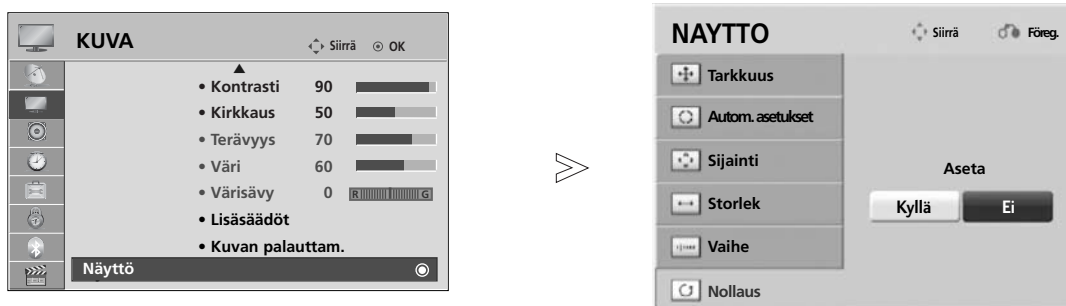 KUVA
Siirrä OK
• Kontrasti 90
• Kirkkaus 50
• Terävyys 70
• Väri 60
• Värisävy 0 R G
• Lisäsäädöt
• Kuvan palauttam.
Näyttö
NAYTTO
Siirrä Föreg.
Tarkkuus
Autom. asetukset
Sijainti
Storlek
Vaihe
Nollaus
Aseta
Kyllä Ei